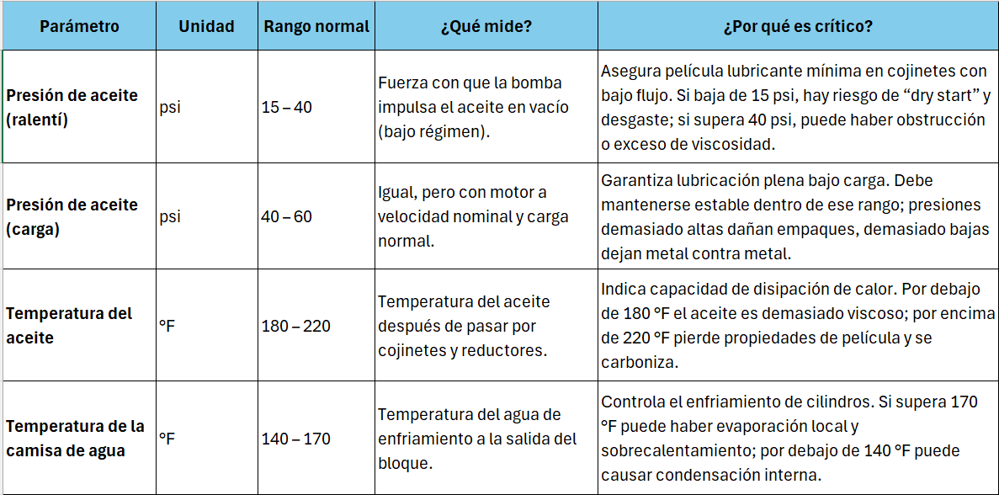 Parámetro
Unidad
Rango normal
¿Qué mide?
¿Por qué es crítico?
Presión de aceite
(ralentí)
psi
15 – 40
Fuerza con que la bomba
impulsa el aceite en vacío
(bajo régimen).
Asegura película lubricante mínima en cojinetes con
bajo flujo. Si baja de 15 psi, hay riesgo de “dry start” y
desgaste; si supera 40 psi, puede haber obstrucción
o exceso de viscosidad.
Presión de aceite
(carga)
psi
40 – 60
Igual, pero con motor a
velocidad nominal y carga
normal.
Garantiza lubricación plena bajo carga. Debe
mantenerse estable dentro de ese rango; presiones
demasiado altas dañan empaques, demasiado bajas
dejan metal contra metal.
Temperatura del
aceite
°F
180 – 220
Temperatura del aceite
después de pasar por
cojinetes y reductores.
Indica capacidad de disipación de calor. Por debajo
de 180 °F el aceite es demasiado viscoso; por encima
de 220 °F pierde propiedades de película y se
carboniza.
Temperatura de la
camisa de agua
°F
140 – 170
Temperatura del agua de
enfriamiento a la salida del
bloque.
Controla el enfriamiento de cilindros. Si supera 170
°F puede haber evaporación local y
sobrecalentamiento; por debajo de 140 °F puede
causar condensación interna.